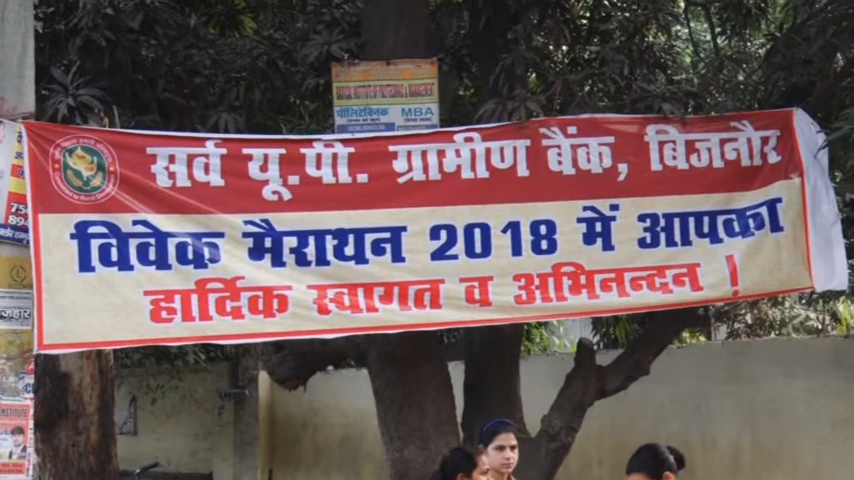 पॉलिटेक्निक MBA
सर्व यू.पी. ग्रामीण बैंक, बिजनौर
विवेक मैराथन 2018 में आपका
हार्दिक स्वागत व अभिनन्दन !